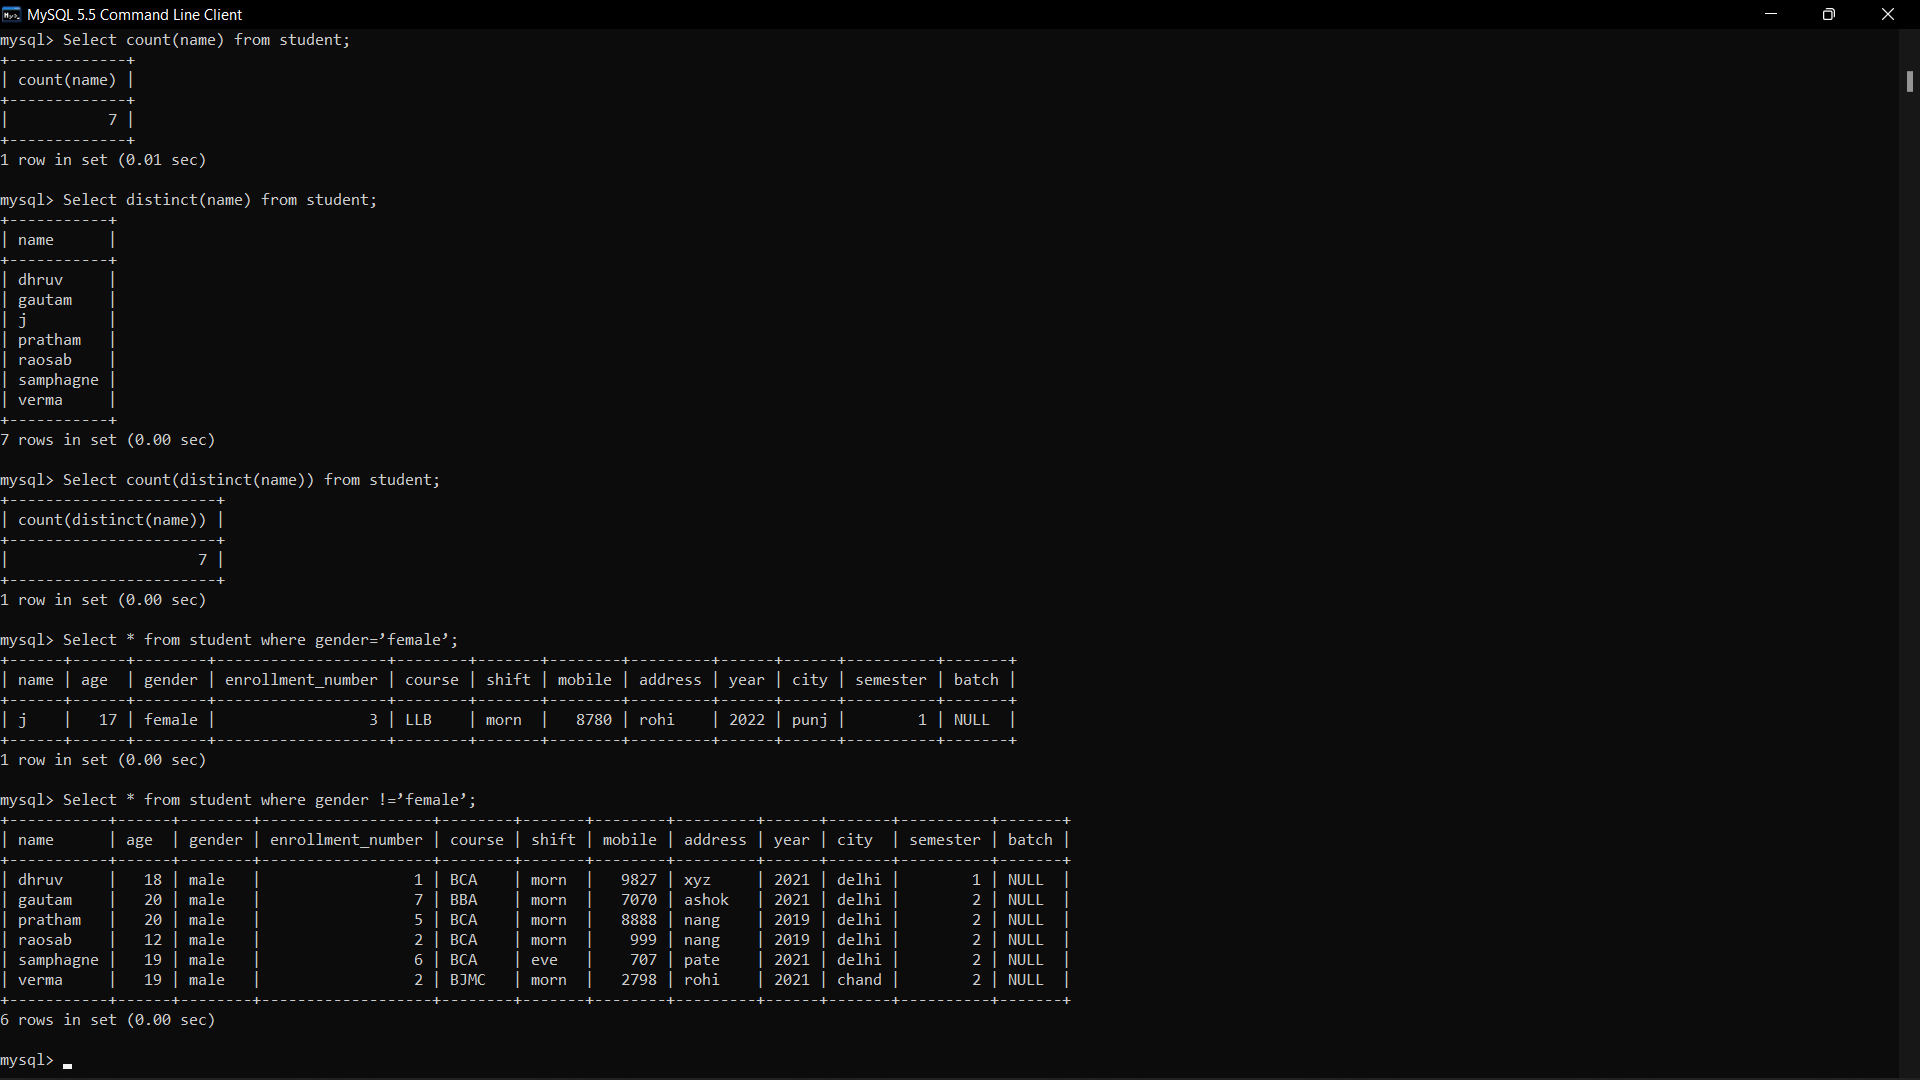 MySQL 5.5 Command Line Client
mysql> Select count(name) from student;
+-------------+
| count(name) |
+-------------+
|           7 |
+-------------+
1 row in set (0.01 sec)

mysql> Select distinct(name) from student;
+-----------+
| name      |
+-----------+
| dhruv     |
| gautam    |
| j         |
| pratham   |
| raosab    |
| samphagne |
| verma     |
+-----------+
7 rows in set (0.00 sec)

mysql> Select count(distinct(name)) from student;
+-----------------------+
| count(distinct(name)) |
+-----------------------+
|                     7 |
+-----------------------+
1 row in set (0.00 sec)

mysql> Select * from student where gender=’female’;
+------+------+--------+-------------------+--------+-------+--------+---------+------+------+----------+-------+
| name | age  | gender | enrollment_number | course | shift | mobile | address | year | city | semester | batch |
+------+------+--------+-------------------+--------+-------+--------+---------+------+------+----------+-------+
| j    |   17 | female |                 3 | LLB    | morn  |   8780 | rohi    | 2022 | punj |        1 | NULL  |
+------+------+--------+-------------------+--------+-------+--------+---------+------+------+----------+-------+
1 row in set (0.00 sec)

mysql> Select * from student where gender !=’female’;
+-----------+------+--------+-------------------+--------+-------+--------+---------+------+-------+----------+-------+
| name      | age  | gender | enrollment_number | course | shift | mobile | address | year | city  | semester | batch |
+-----------+------+--------+-------------------+--------+-------+--------+---------+------+-------+----------+-------+
| dhruv     |   18 | male   |                 1 | BCA    | morn  |   9827 | xyz     | 2021 | delhi |        1 | NULL  |
| gautam    |   20 | male   |                 7 | BBA    | morn  |   7070 | ashok   | 2021 | delhi |        2 | NULL  |
| pratham   |   20 | male   |                 5 | BCA    | morn  |   8888 | nang    | 2019 | delhi |        2 | NULL  |
| raosab    |   12 | male   |                 2 | BCA    | morn  |    999 | nang    | 2019 | delhi |        2 | NULL  |
| samphagne |   19 | male   |                 6 | BCA    | eve   |    707 | pate    | 2021 | delhi |        2 | NULL  |
| verma     |   19 | male   |                 2 | BJMC   | morn  |   2798 | rohi    | 2021 | chand |        2 | NULL  |
+-----------+------+--------+-------------------+--------+-------+--------+---------+------+-------+----------+-------+
6 rows in set (0.00 sec)

mysql>